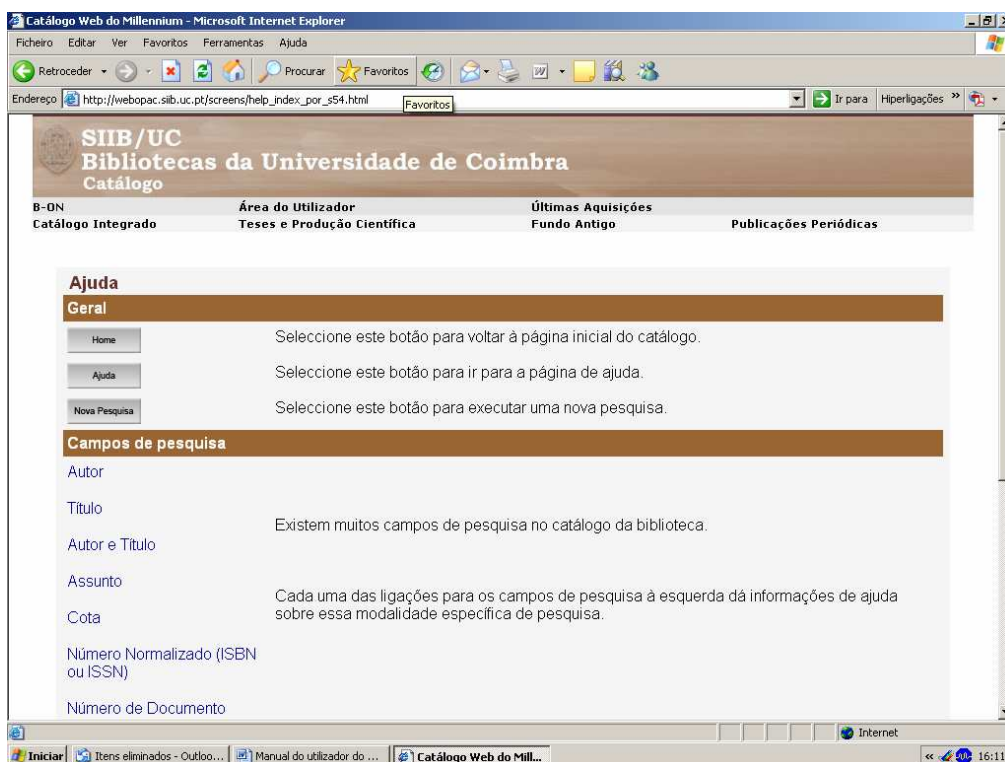 Catálogo Web do Millennium - Microsoft Internet Explorer
Ficheiro Editar Ver Favoritos Ferramentas Ajuda
Retroceder Procurar Favoritos
Endereço http://webopac.siib.uc.pt/screens/help_index_por_s54.html Ir para Hiperligações »
Favoritos
SIIB/UC
Bibliotecas da Universidade de Coimbra
Catálogo
B-ON Área do Utilizador Últimas Aquisições
Catálogo Integrado Teses e Produção Científica Fundo Antigo Publicações Periódicas
Ajuda
Geral
Home Seleccione este botão para voltar à página inicial do catálogo.
Ajuda Seleccione este botão para ir para a página de ajuda.
Nova Pesquisa Seleccione este botão para executar uma nova pesquisa.
Campos de pesquisa
Autor
Título
Existem muitos campos de pesquisa no catálogo da biblioteca.
Autor e Título
Assunto
Cada uma das ligações para os campos de pesquisa à esquerda dá informações de ajuda
sobre essa modalidade específica de pesquisa.
Cota
Número Normalizado (ISBN
ou ISSN)
Número de Documento
Internet
Iniciar Itens eliminados - Outloo... Manual do utilizador do ... Catálogo Web do Mill... « 16:11